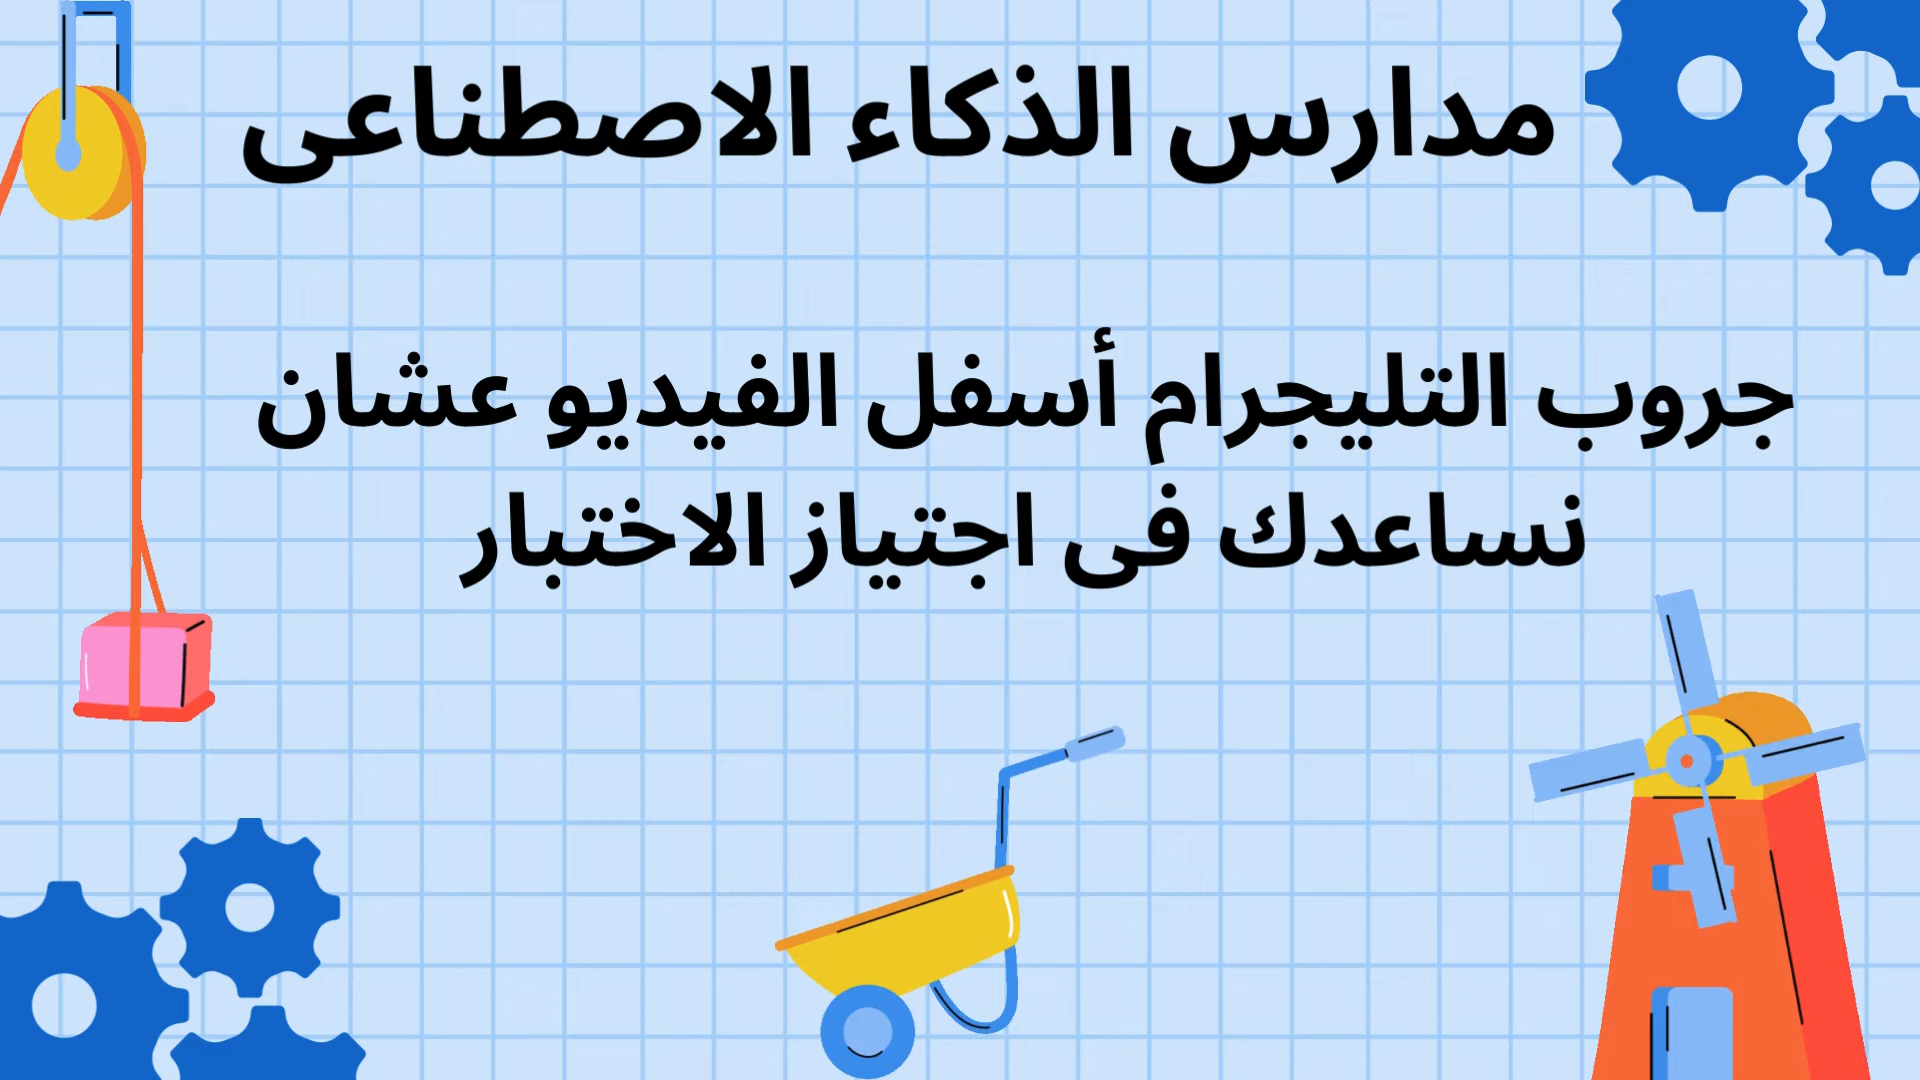 مدارس الذكاء الاصطناعى
جروب التليجرام أسفل الفيديو عشان
نساعدك فى اجتياز الاختبار